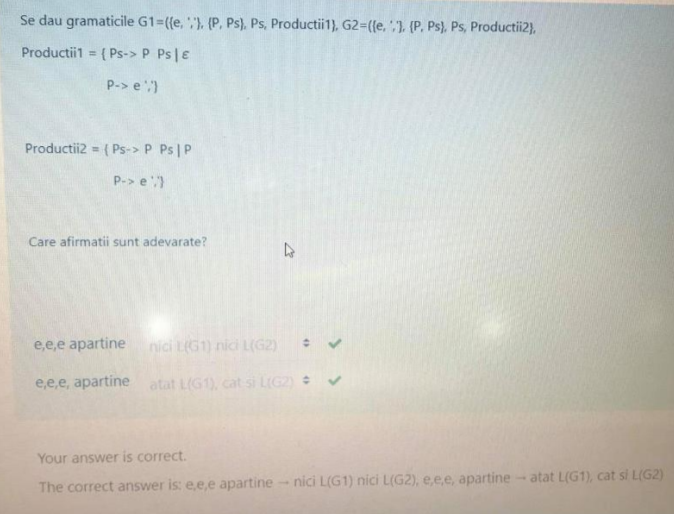 Se dau gramaticile G1=({e, ','}, {P, Ps}, Ps, Productii1}, G2=({e, ','}, {P, Ps}, Ps, Productii2},
Productii1 = { Ps-> P Ps | ε
P-> e ','}
Productii2 = { Ps-> P Ps | P
P-> e ','}
Care afirmatii sunt adevarate?
e,e,e apartine nici L(G1) nici L(G2)
e,e,e, apartine atat L(G1), cat si L(G2)
Your answer is correct.
The correct answer is: e,e,e apartine → nici L(G1) nici L(G2), e,e,e, apartine → atat L(G1), cat si L(G2)